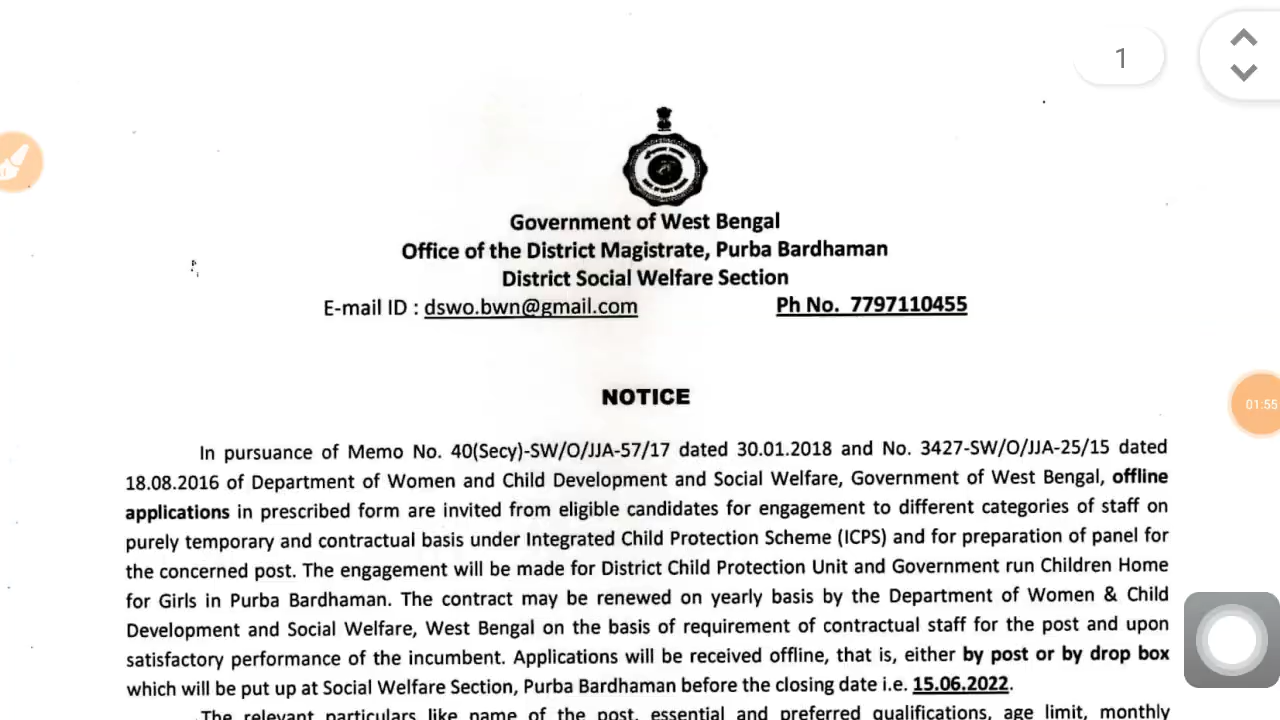 1
Government of West Bengal
Office of the District Magistrate, Purba Bardhaman
District Social Welfare Section
E-mail ID : dswo.bwn@gmail.com Ph No. 7797110455
NOTICE
01:55
In pursuance of Memo No. 40(Secy)-SW/O/JJA-57/17 dated 30.01.2018 and No. 3427-SW/O/JJA-25/15 dated
18.08.2016 of Department of Women and Child Development and Social Welfare, Government of West Bengal, offline
applications in prescribed form are invited from eligible candidates for engagement to different categories of staff on
purely temporary and contractual basis under Integrated Child Protection Scheme (ICPS) and for preparation of panel for
the concerned post. The engagement will be made for District Child Protection Unit and Government run Children Home
for Girls in Purba Bardhaman. The contract may be renewed on yearly basis by the Department of Women & Child
Development and Social Welfare, West Bengal on the basis of requirement of contractual staff for the post and upon
satisfactory performance of the incumbent. Applications will be received offline, that is, either by post or by drop box
which will be put up at Social Welfare Section, Purba Bardhaman before the closing date i.e. 15.06.2022.
The relevant particulars like name of the post, essential and preferred qualifications, age limit, monthly